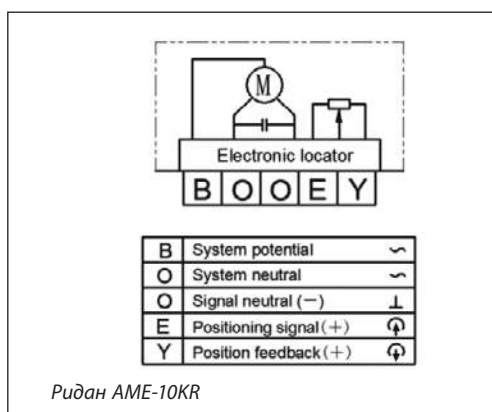 M
Electronic locator
B O O E Y
B System potential ∽
O System neutral ∽
O Signal neutral (—) ⊥
E Positioning signal (+)
Y Position feedback (+)
Ридан AME-10KR